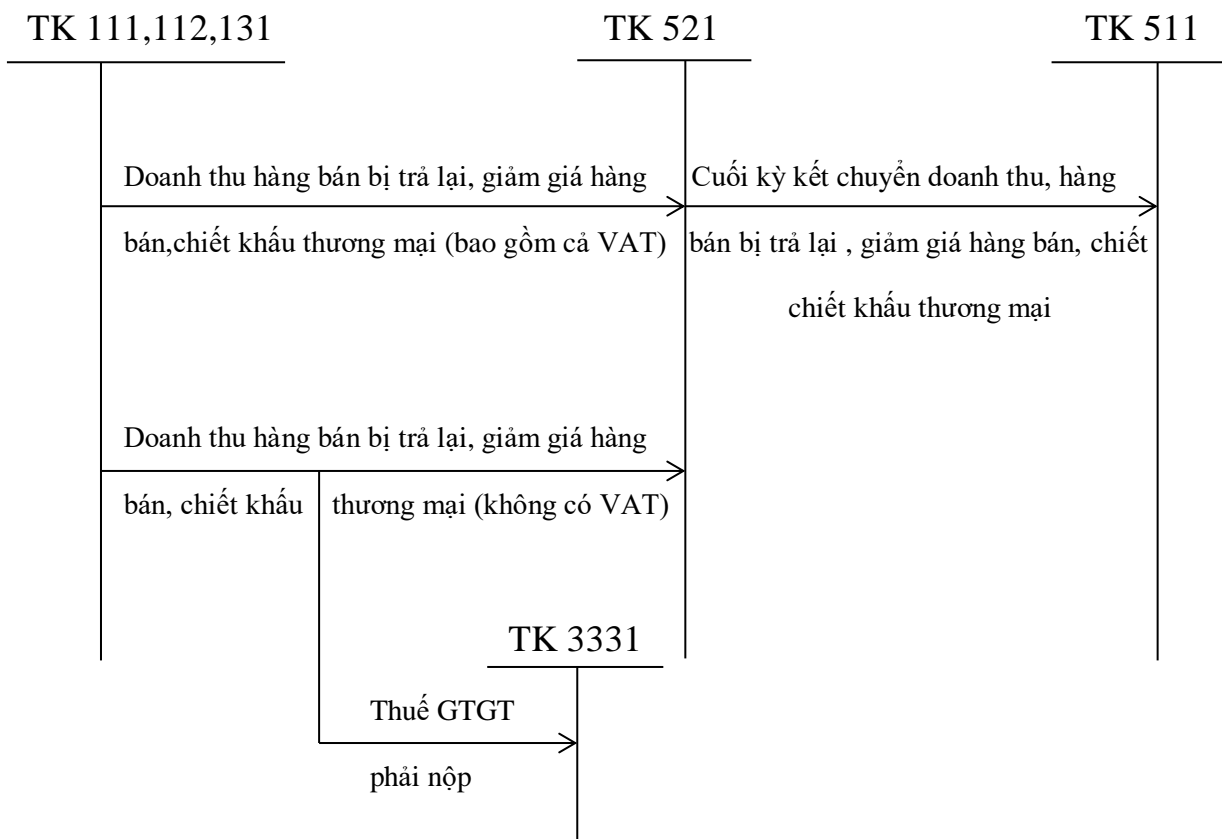 TK 111,112,131
TK 521
TK 511
Doanh thu hàng bán bị trả lại, giảm giá hàng
bán,chiết khấu thương mại (bao gồm cả VAT)
Cuối kỳ kết chuyển doanh thu, hàng
bán bị trả lại , giảm giá hàng bán, chiết
chiết khấu thương mại
Doanh thu hàng bán bị trả lại, giảm giá hàng
bán, chiết khấu thương mại (không có VAT)
TK 3331
Thuế GTGT
phải nộp